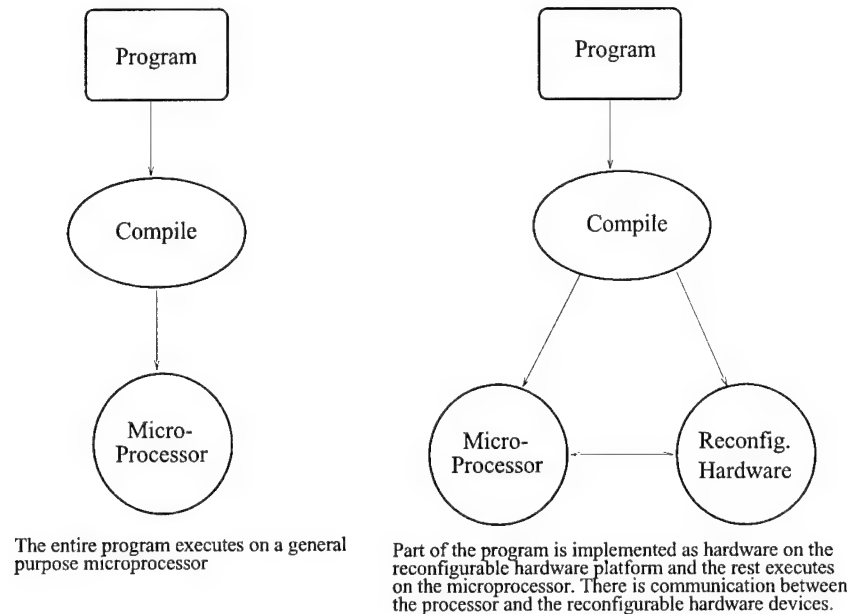 Program
Compile
Micro-
Processor
The entire program executes on a general
purpose microprocessor
Program
Compile
Micro-
Processor
Reconfig.
Hardware
Part of the program is implemented as hardware on the
reconfigurable hardware platform and the rest executes
on the microprocessor. There is communication between
the processor and the reconfigurable hardware devices.